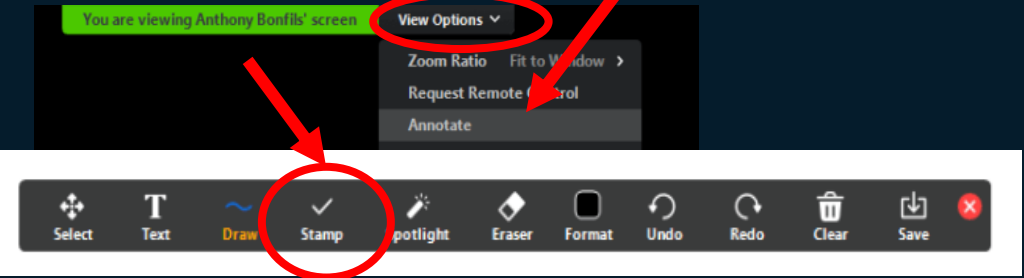 You are viewing Anthony Bonfils' screen View Options
Zoom Ratio Fit to Window >
Request Remote Control
Annotate
Select Text Draw Stamp Spotlight Eraser Format Undo Redo Clear Save